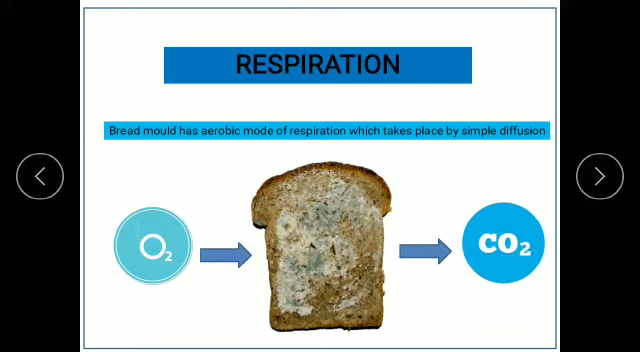 RESPIRATION
Bread mould has aerobic mode of respiration which takes place by simple diffusion
O₂
CO₂